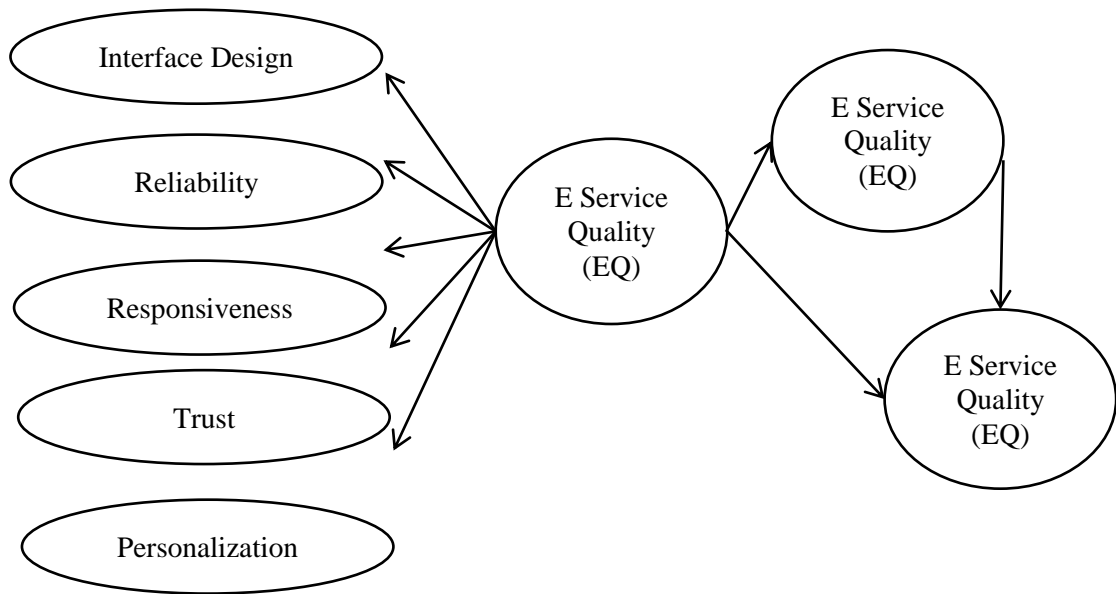 Interface Design
Reliability
Responsiveness
Trust
Personalization
E Service
Quality
(EQ)
E Service
Quality
(EQ)
E Service
Quality
(EQ)